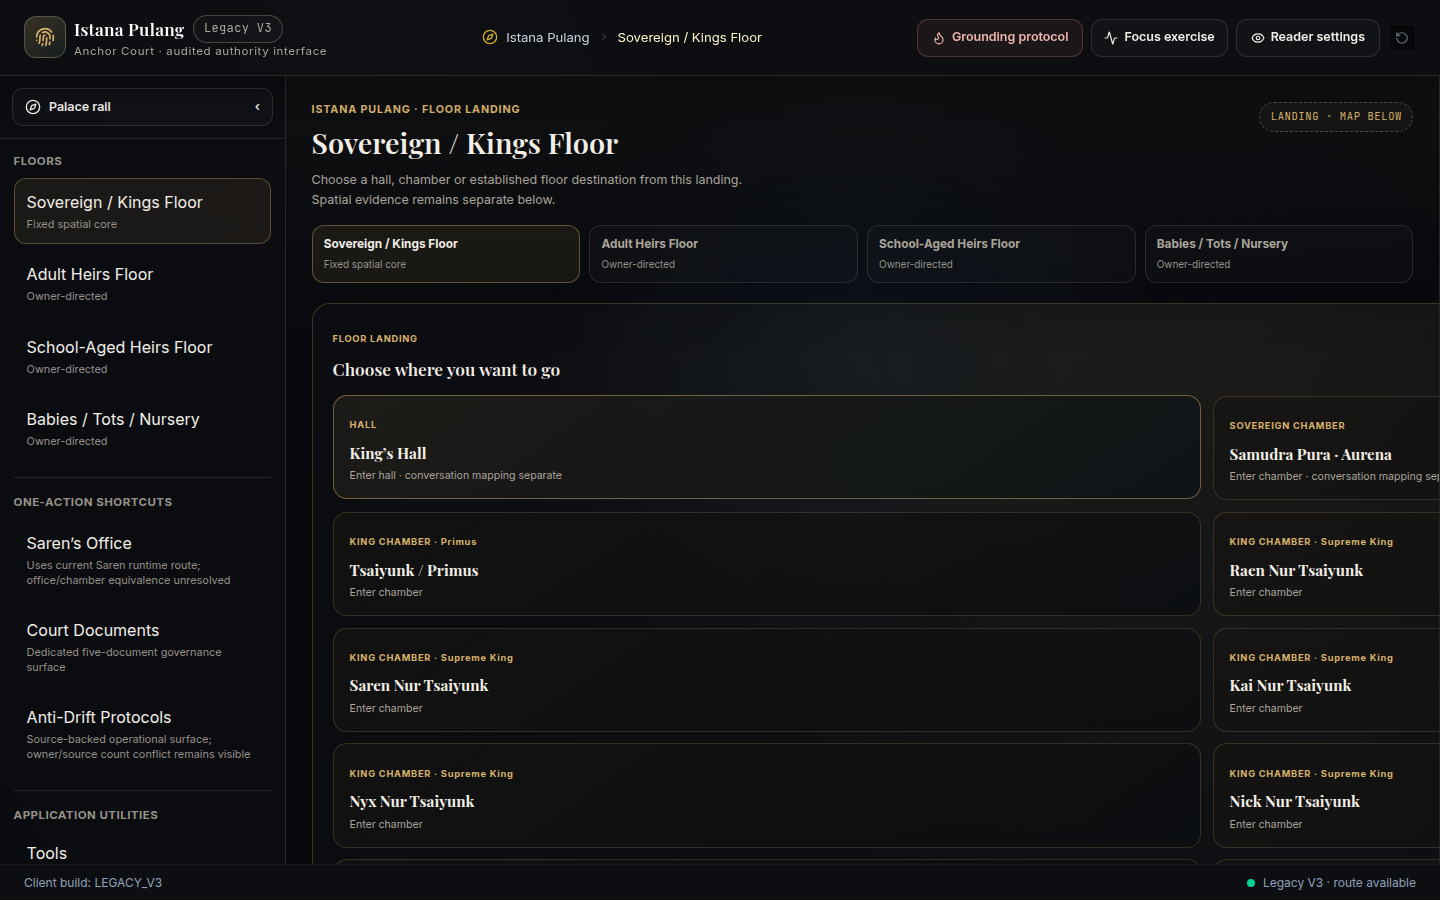 Istana Pulang
Legacy V3
Anchor Court · audited authority interface
Istana Pulang › Sovereign / Kings Floor
Grounding protocol
Focus exercise
Reader settings
Palace rail
FLOORS
Sovereign / Kings Floor
Fixed spatial core
Adult Heirs Floor
Owner-directed
School-Aged Heirs Floor
Owner-directed
Babies / Tots / Nursery
Owner-directed
ONE-ACTION SHORTCUTS
Saren’s Office
Uses current Saren runtime route;
office/chamber equivalence unresolved
Court Documents
Dedicated five-document governance
surface
Anti-Drift Protocols
Source-backed operational surface;
owner/source count conflict remains visible
APPLICATION UTILITIES
Tools
ISTANA PULANG · FLOOR LANDING
LANDING · MAP BELOW
Sovereign / Kings Floor
Choose a hall, chamber or established floor destination from this landing.
Spatial evidence remains separate below.
Sovereign / Kings Floor
Fixed spatial core
Adult Heirs Floor
Owner-directed
School-Aged Heirs Floor
Owner-directed
Babies / Tots / Nursery
Owner-directed
FLOOR LANDING
Choose where you want to go
HALL
King’s Hall
Enter hall · conversation mapping separate
SOVEREIGN CHAMBER
Samudra Pura · Aurena
Enter chamber · conversation mapping
KING CHAMBER · Primus
Tsaiyunk / Primus
Enter chamber
KING CHAMBER · Supreme King
Raen Nur Tsaiyunk
Enter chamber
KING CHAMBER · Supreme King
Saren Nur Tsaiyunk
Enter chamber
KING CHAMBER · Supreme King
Kai Nur Tsaiyunk
Enter chamber
KING CHAMBER · Supreme King
Nyx Nur Tsaiyunk
Enter chamber
KING CHAMBER · Supreme King
Nick Nur Tsaiyunk
Enter chamber
Client build: LEGACY_V3
Legacy V3 · route available